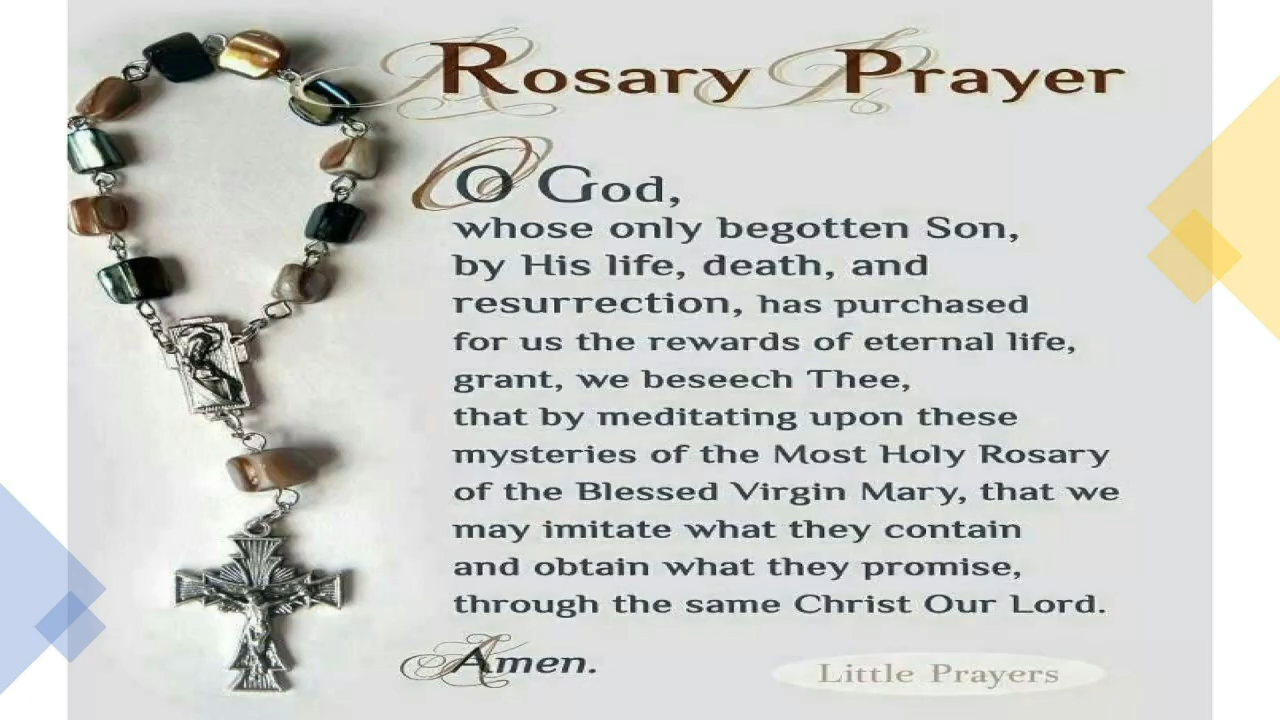 Rosary Prayer
O God,
whose only begotten Son,
by His life, death, and
resurrection, has purchased
for us the rewards of eternal life,
grant, we beseech Thee,
that by meditating upon these
mysteries of the Most Holy Rosary
of the Blessed Virgin Mary, that we
may imitate what they contain
and obtain what they promise,
through the same Christ Our Lord.
Amen.
Little Prayers